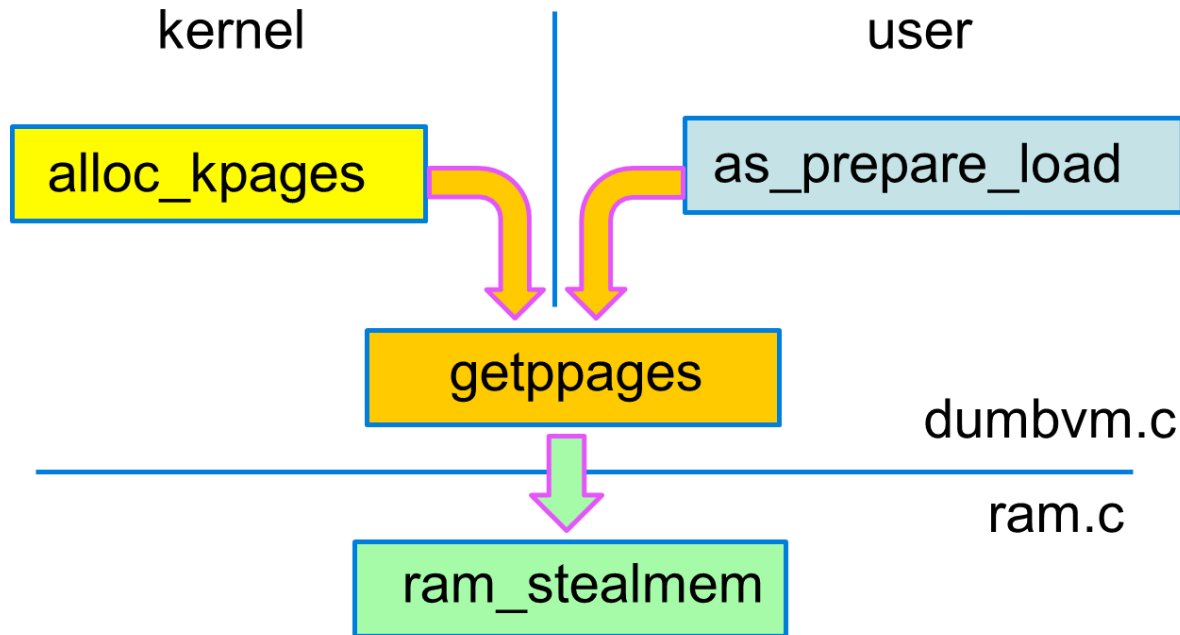 kernel
user
alloc_kpages
as_prepare_load
getppages
dumbvm.c
ram.c
ram_stealmem